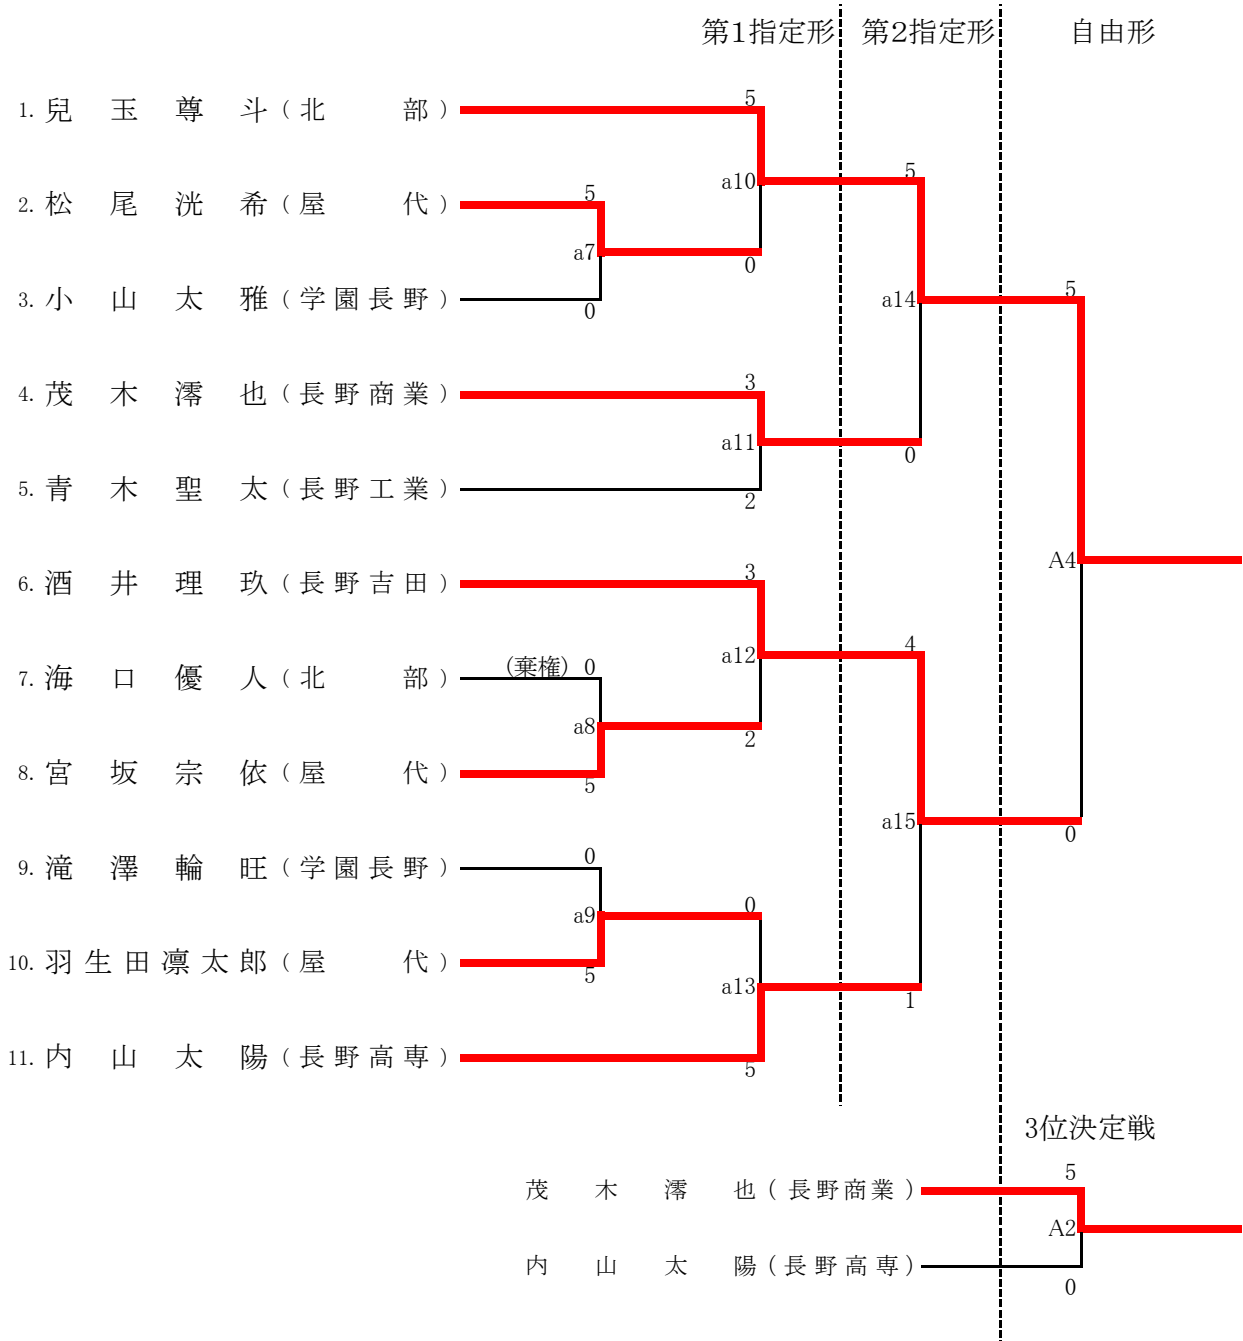 第1指定形 第2指定形 自由形
5
1. 兒玉尊斗（北部）
5
a10
5
2. 松尾洸希（屋代）
a7
0
5
3. 小山太雅（学園長野）
a14
0
3
4. 茂木澪也（長野商業）
a11
0
5. 青木聖太（長野工業）
2
A4
3
6. 酒井理玖（長野吉田）
4
a12
(棄権) 0
7. 海口優人（北部）
a8
2
8. 宮坂宗依（屋代）
5
a15
0
0
9. 滝澤輪旺（学園長野）
0
a9
10. 羽生田凛太郎（屋代）
5
a13
1
11. 内山太陽（長野高専）
5
3位決定戦
5
茂木澪也（長野商業）
A2
内山太陽（長野高専）
0